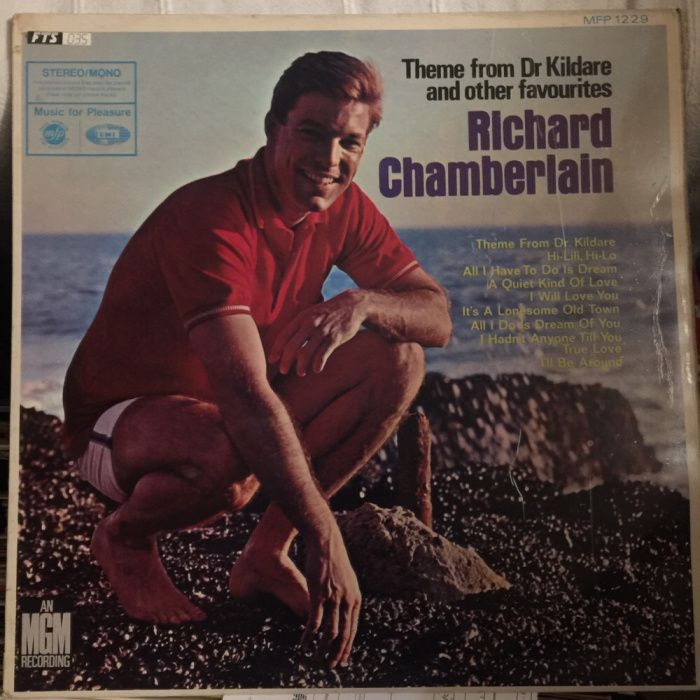 FTS 035
MFP 1229
STEREO/MONO
Music for Pleasure
mfp EMI
Theme from Dr Kildare
and other favourites
Richard
Chamberlain
Theme From Dr Kildare
Hi-Lili, Hi-Lo
All I Have To Do Is Dream
A Quiet Kind Of Love
I Will Love You
It's A Lonesome Old Town
All I Do Is Dream Of You
I Hadn't Anyone Till You
True Love
I'll Be Around
AN
MGM
RECORDING